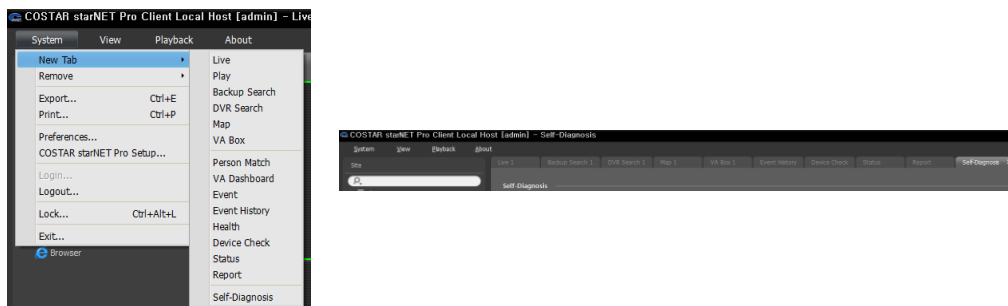 COSTAR starNET Pro Client Local Host [admin] – Live
System View Playback About
New Tab
Remove
Export... Ctrl+E
Print... Ctrl+P
Preferences...
COSTAR starNET Pro Setup...
Login...
Logout...
Lock... Ctrl+Alt+L
Exit...
Browser
Live
Play
Backup Search
DVR Search
Map
VA Box
Person Match
VA Dashboard
Event
Event History
Health
Device Check
Status
Report
Self-Diagnosis
COSTAR starNET Pro Client Local Host [admin] – Self-Diagnosis
System View Playback About
Site
Live 1 Backup Search 1 DVR Search 1 Map 1 VA Box 1 Event History Device Check Status Report Self-Diagnosis
Self-Diagnosis